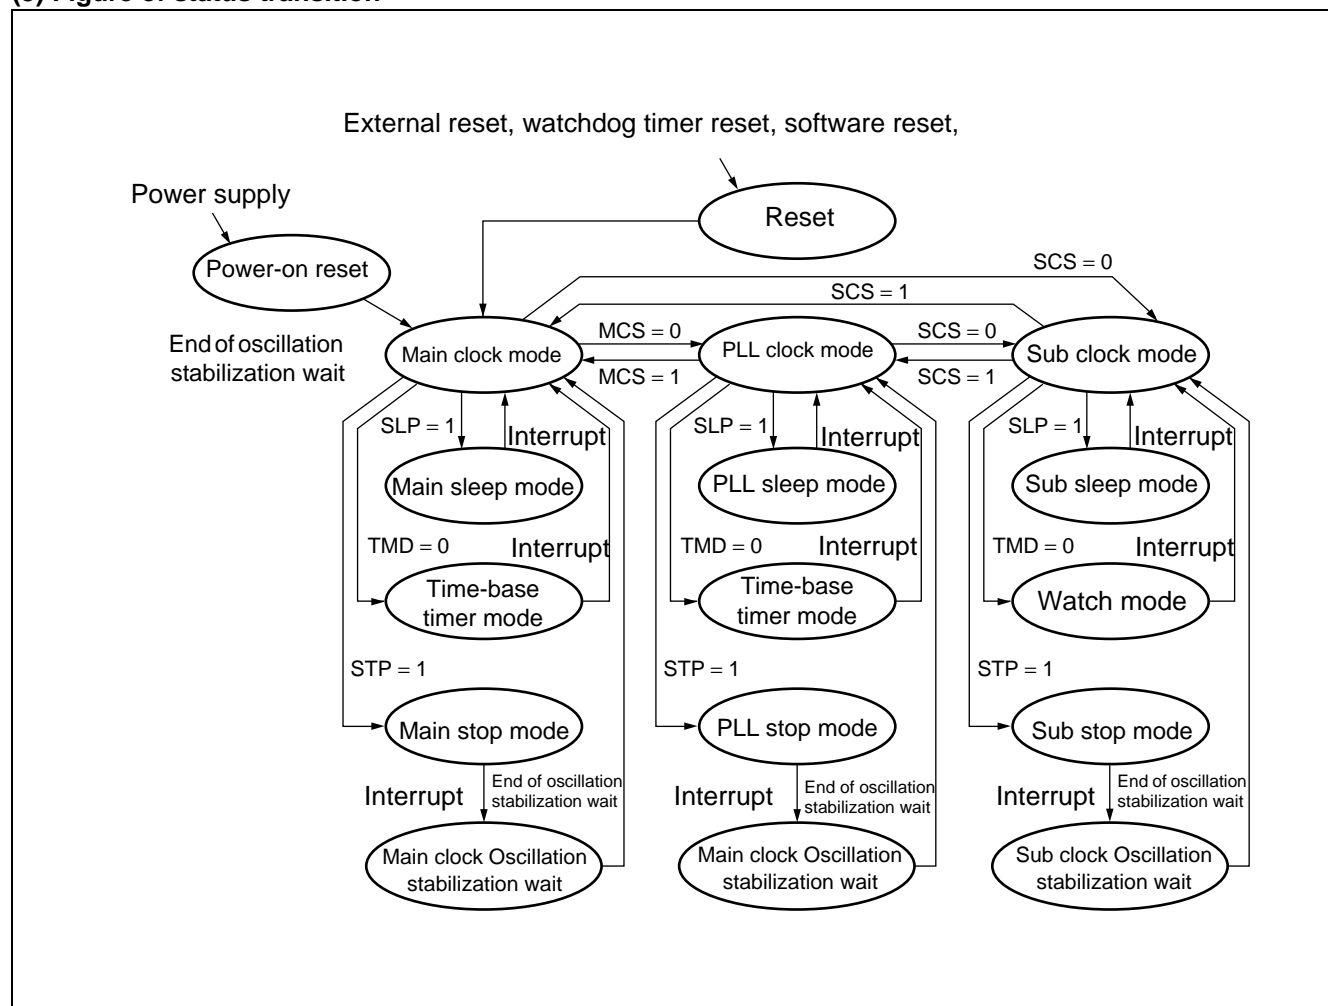 External reset, watchdog timer reset, software reset,
Power supply
Reset
Power-on reset
SCS = 0
SCS = 1
End of oscillation
stabilization wait
Main clock mode
MCS = 0
MCS = 1
PLL clock mode
SCS = 0
SCS = 1
Sub clock mode
SLP = 1
Interrupt
SLP = 1
Interrupt
SLP = 1
Interrupt
Main sleep mode
PLL sleep mode
Sub sleep mode
TMD = 0
Interrupt
TMD = 0
Interrupt
TMD = 0
Interrupt
Time-base
timer mode
Time-base
timer mode
Watch mode
STP = 1
STP = 1
STP = 1
Main stop mode
PLL stop mode
Sub stop mode
Interrupt
End of oscillation
stabilization wait
Interrupt
End of oscillation
stabilization wait
Interrupt
End of oscillation
stabilization wait
Main clock Oscillation
stabilization wait
Main clock Oscillation
stabilization wait
Sub clock Oscillation
stabilization wait